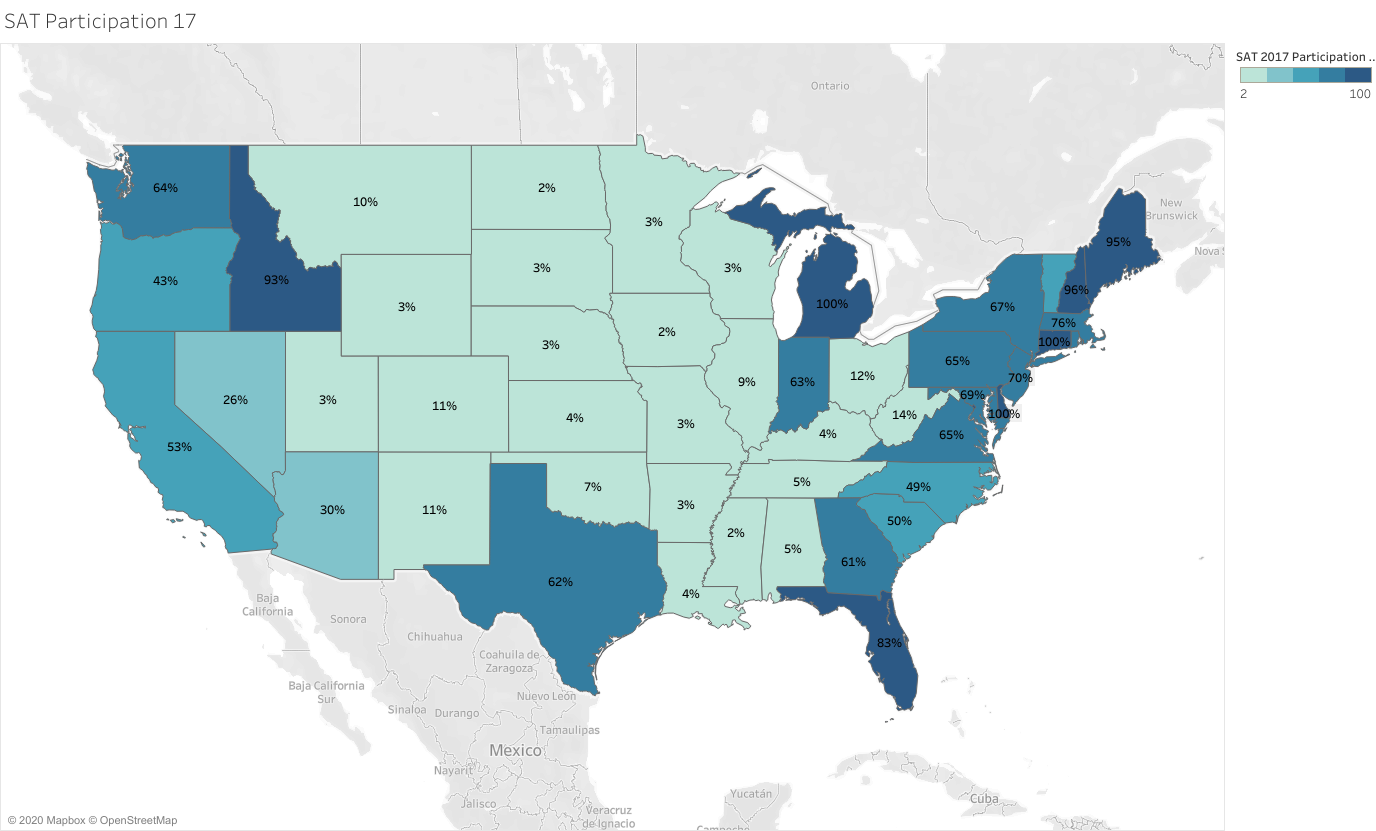 SAT Participation 17
SAT 2017 Participation ..
2 100
Ontario
New
Brunswick
Nova S
64%
10%
2%
3%
95%
43%
93%
3%
3%
3%
100%
67%
96%
76%
100%
2%
3%
26%
3%
11%
4%
9%
63%
12%
65%
70%
69%
100%
14%
65%
4%
3%
53%
30%
11%
7%
3%
5%
49%
50%
2%
5%
61%
62%
4%
83%
Baja
California
Sonora
Chihuahua
Coahuila de
Zaragoza
Baja California
Sur
Nuevo León
Sinaloa
Durango
Tamaulipas
Mexico
Nayarit
Jalisco
Veracruz
de Ignacio
Yucatán
Campeche
Cuba
© 2020 Mapbox © OpenStreetMap